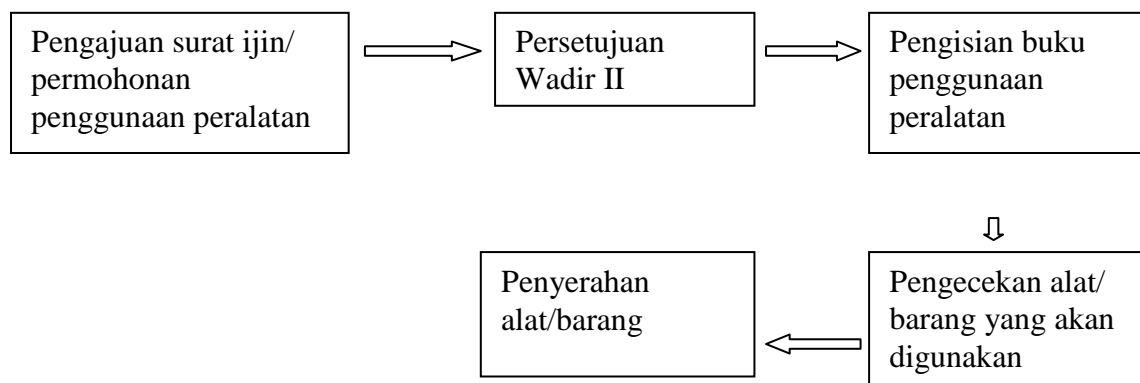 Pengajuan surat ijin/
permohonan
penggunaan peralatan
Persetujuan
Wadir II
Pengisian buku
penggunaan
peralatan
Pengecekan alat/
barang yang akan
digunakan
Penyerahan
alat/barang